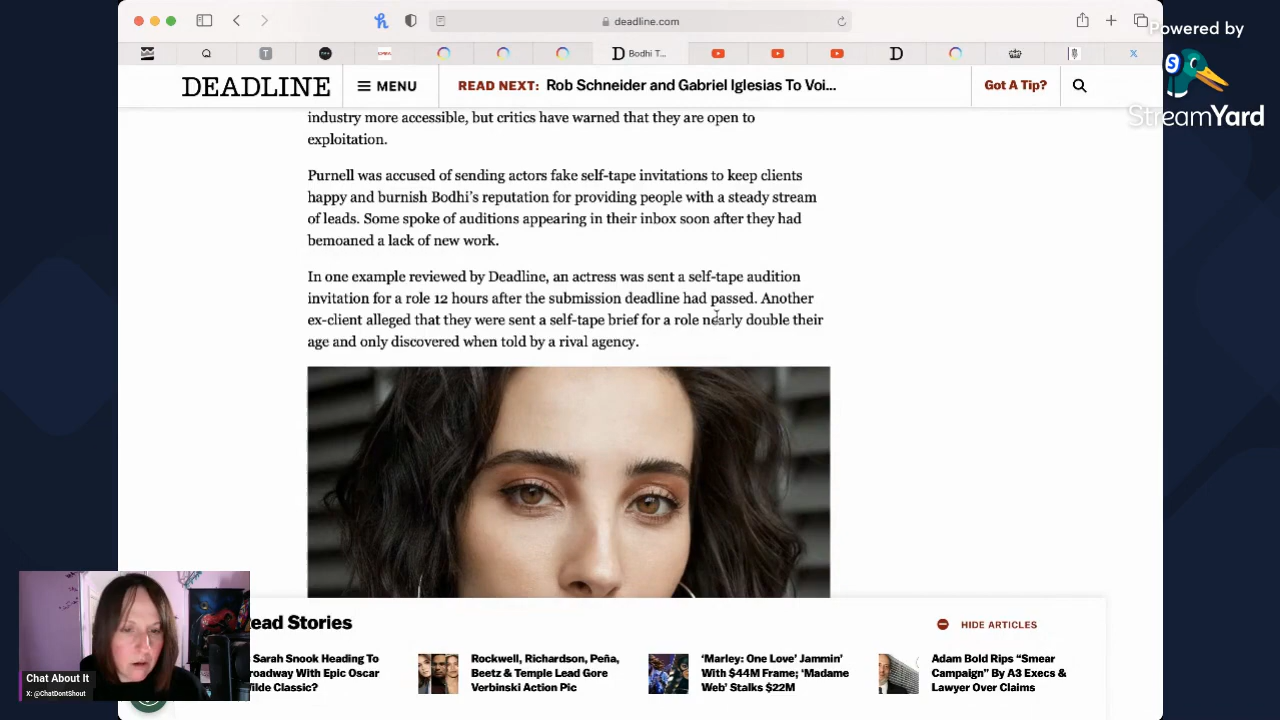 deadline.com
Powered by
StreamYard
D Bodhi T...
DEADLINE
MENU
READ NEXT: Rob Schneider and Gabriel Iglesias To Voi...
Got A Tip?
industry more accessible, but critics have warned that they are open to
exploitation.
Purnell was accused of sending actors fake self-tape invitations to keep clients
happy and burnish Bodhi's reputation for providing people with a steady stream
of leads. Some spoke of auditions appearing in their inbox soon after they had
bemoaned a lack of new work.
In one example reviewed by Deadline, an actress was sent a self-tape audition
invitation for a role 12 hours after the submission deadline had passed. Another
ex-client alleged that they were sent a self-tape brief for a role nearly double their
age and only discovered when told by a rival agency.
ead Stories
HIDE ARTICLES
Sarah Snook Heading To
roadway With Epic Oscar
Wilde Classic?
Rockwell, Richardson, Peña,
Beetz & Temple Lead Gore
Verbinski Action Pic
'Marley: One Love' Jammin'
With $44M Frame; 'Madame
Web' Stalks $22M
Adam Bold Rips "Smear
Campaign" By A3 Execs &
Lawyer Over Claims
Chat About It
X: @ChatDontShout